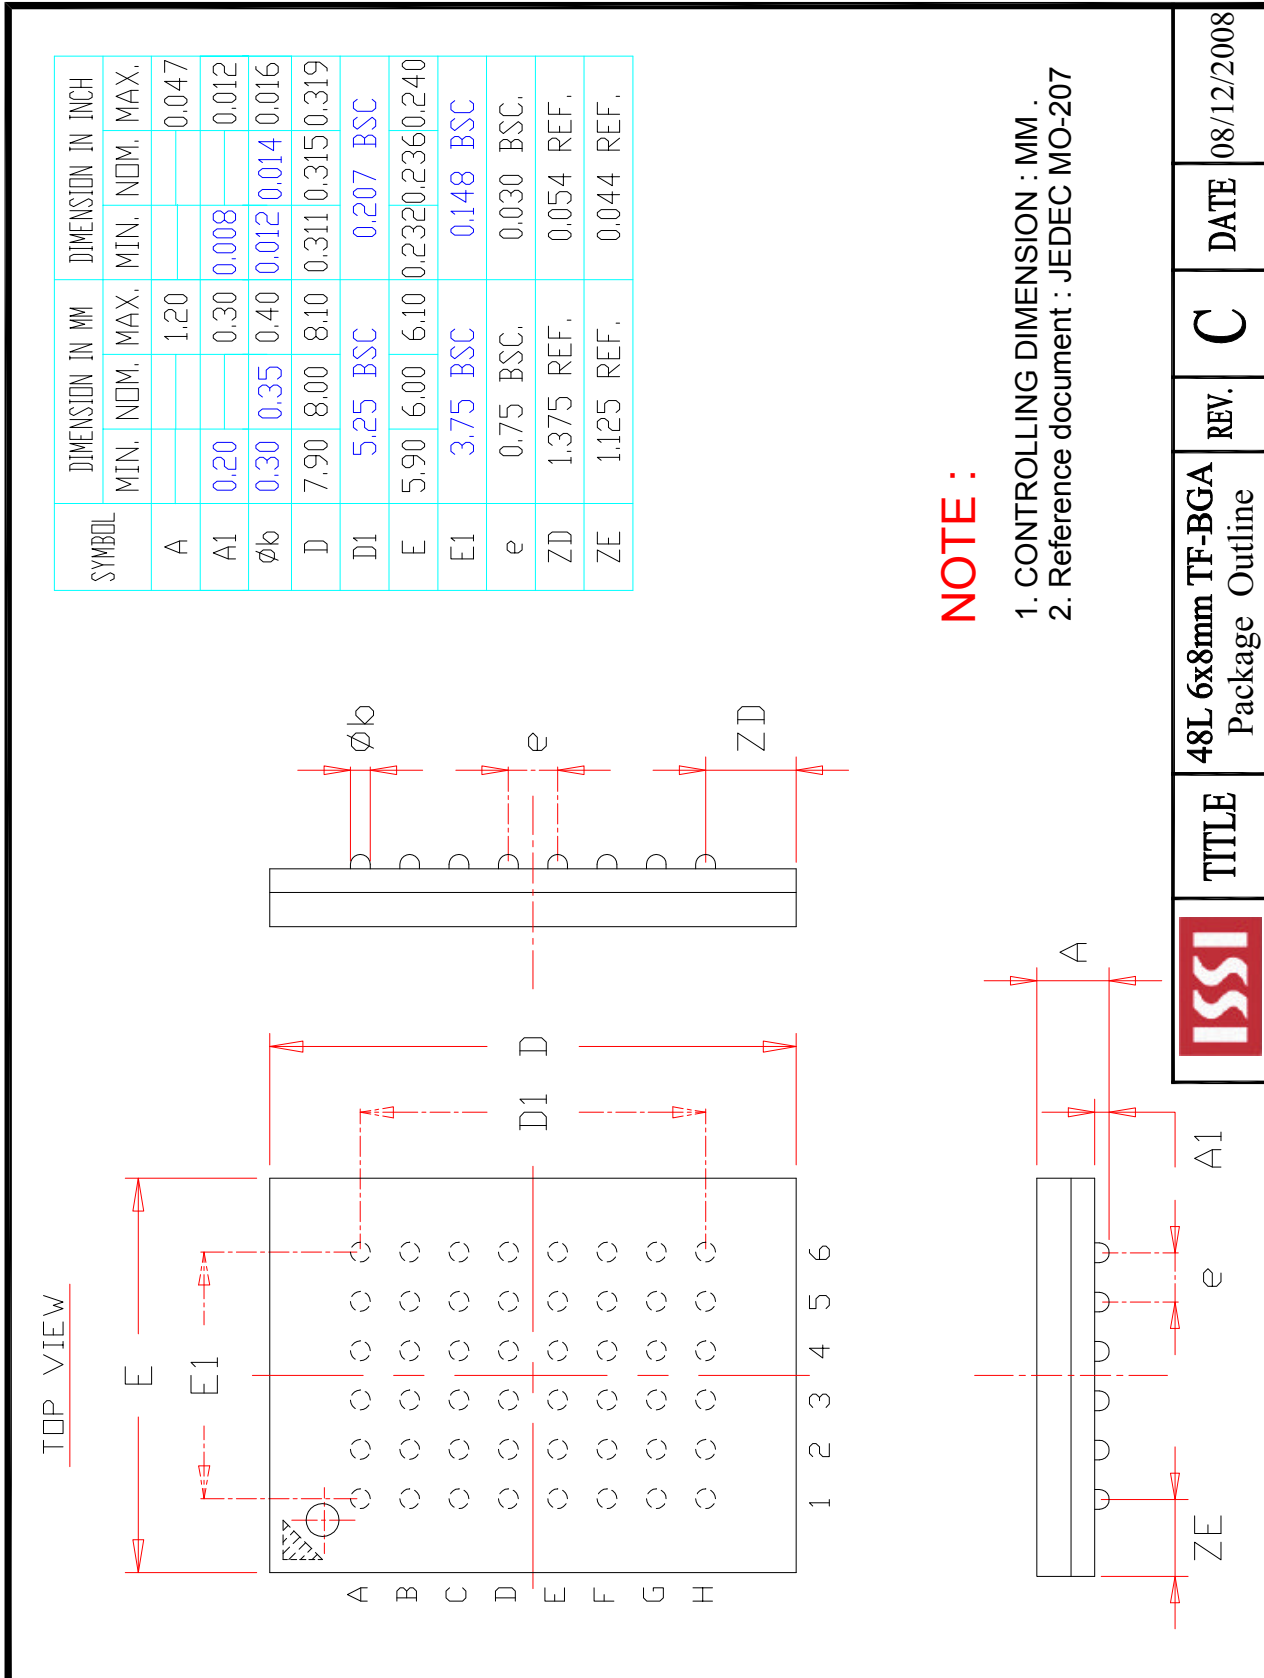 TOP VIEW
E
E1
D
D1
A
B
C
D
E
F
G
H
1 2 3 4 5 6
Øb
e
ZD
ZE
e
A1
A
SYMBOL DIMENSION IN MM DIMENSION IN INCH
MIN. NOM. MAX. MIN. NOM. MAX.
A 1.20 0.047
A1 0.20 0.30 0.008 0.012
Øb 0.30 0.35 0.40 0.012 0.014 0.016
D 7.90 8.00 8.10 0.311 0.315 0.319
D1 5.25 BSC 0.207 BSC
E 5.90 6.00 6.10 0.232 0.236 0.240
E1 3.75 BSC 0.148 BSC
e 0.75 BSC. 0.030 BSC.
ZD 1.375 REF. 0.054 REF.
ZE 1.125 REF. 0.044 REF.
NOTE :
1. CONTROLLING DIMENSION : MM .
2. Reference document : JEDEC MO-207
ISSI
TITLE
48L 6x8mm TF-BGA
Package Outline
REV.
C
DATE
08/12/2008